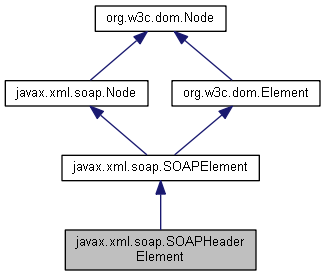 org.w3c.dom.Node
javax.xml.soap.Node
org.w3c.dom.Element
javax.xml.soap.SOAPElement
javax.xml.soap.SOAPHeader
Element